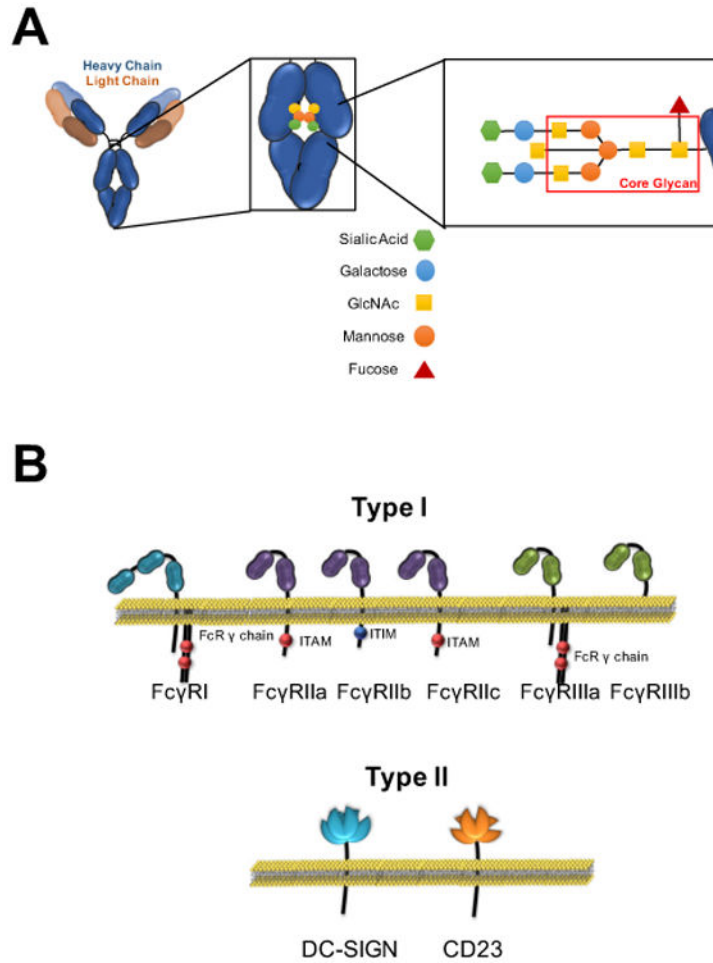 A
Heavy Chain
Light Chain
Core Glycan
Sialic Acid
Galactose
GlcNAc
Mannose
Fucose
B
Type I
FcR γ chain
ITAM
ITIM
ITAM
FcR γ chain
FcγRI
FcγRIIa
FcγRIIb
FcγRIIc
FcγRIIIa
FcγRIIIb
Type II
DC-SIGN
CD23